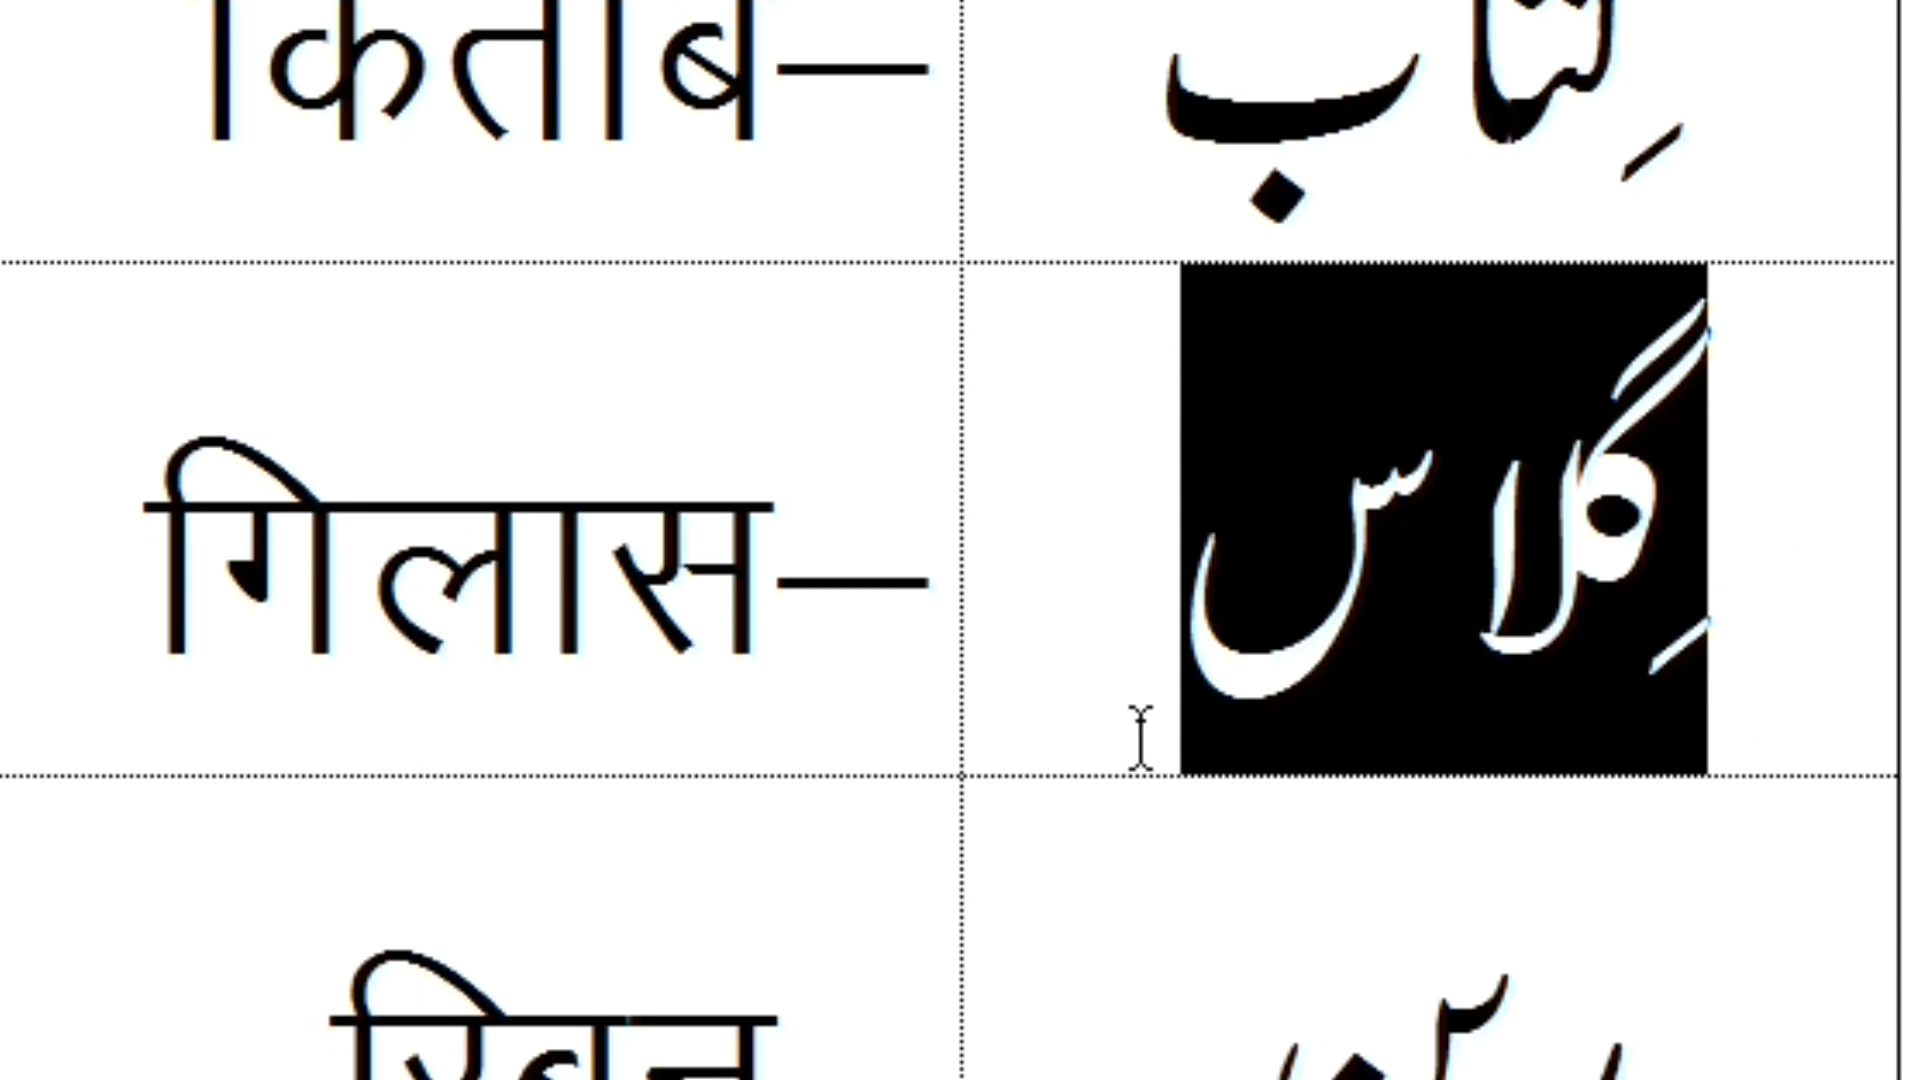 किताब— کِتاب
गिलास— گِلاس